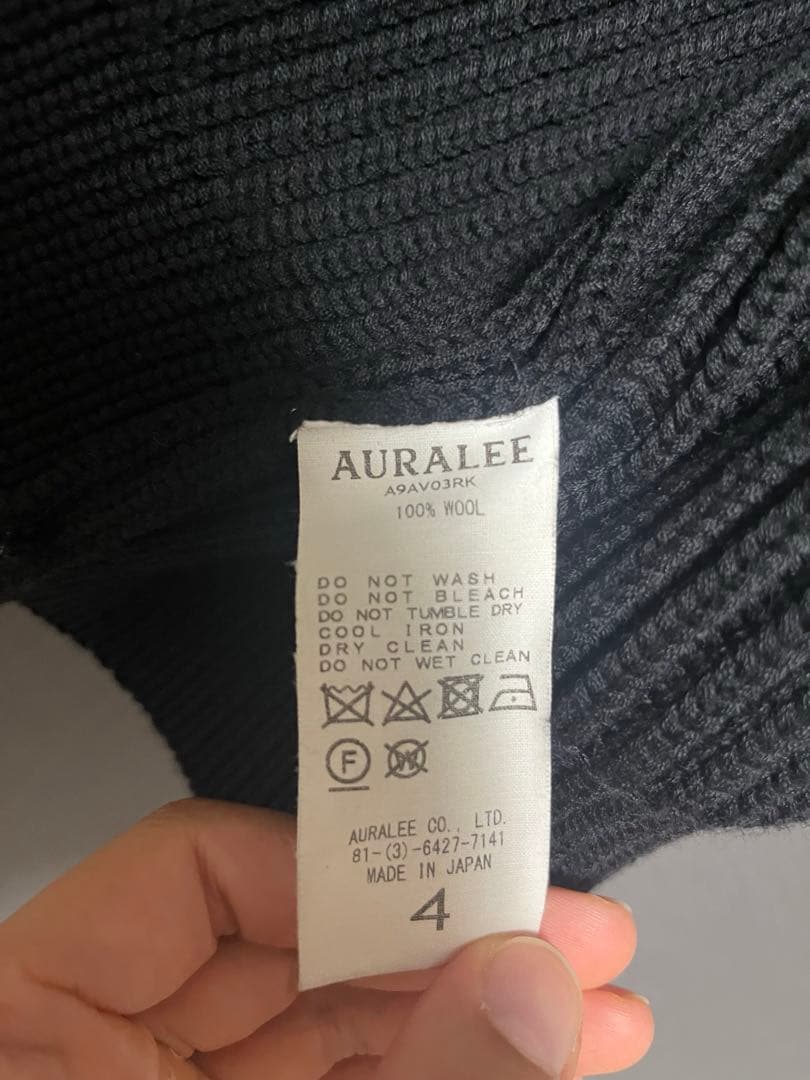 AURALEE
A9AV03RK
100% WOOL
DO NOT WASH
DO NOT BLEACH
DO NOT TUMBLE DRY
COOL IRON
DRY CLEAN
DO NOT WET CLEAN
F W
AURALEE CO., LTD.
81-(3)-6427-7141
MADE IN JAPAN
4